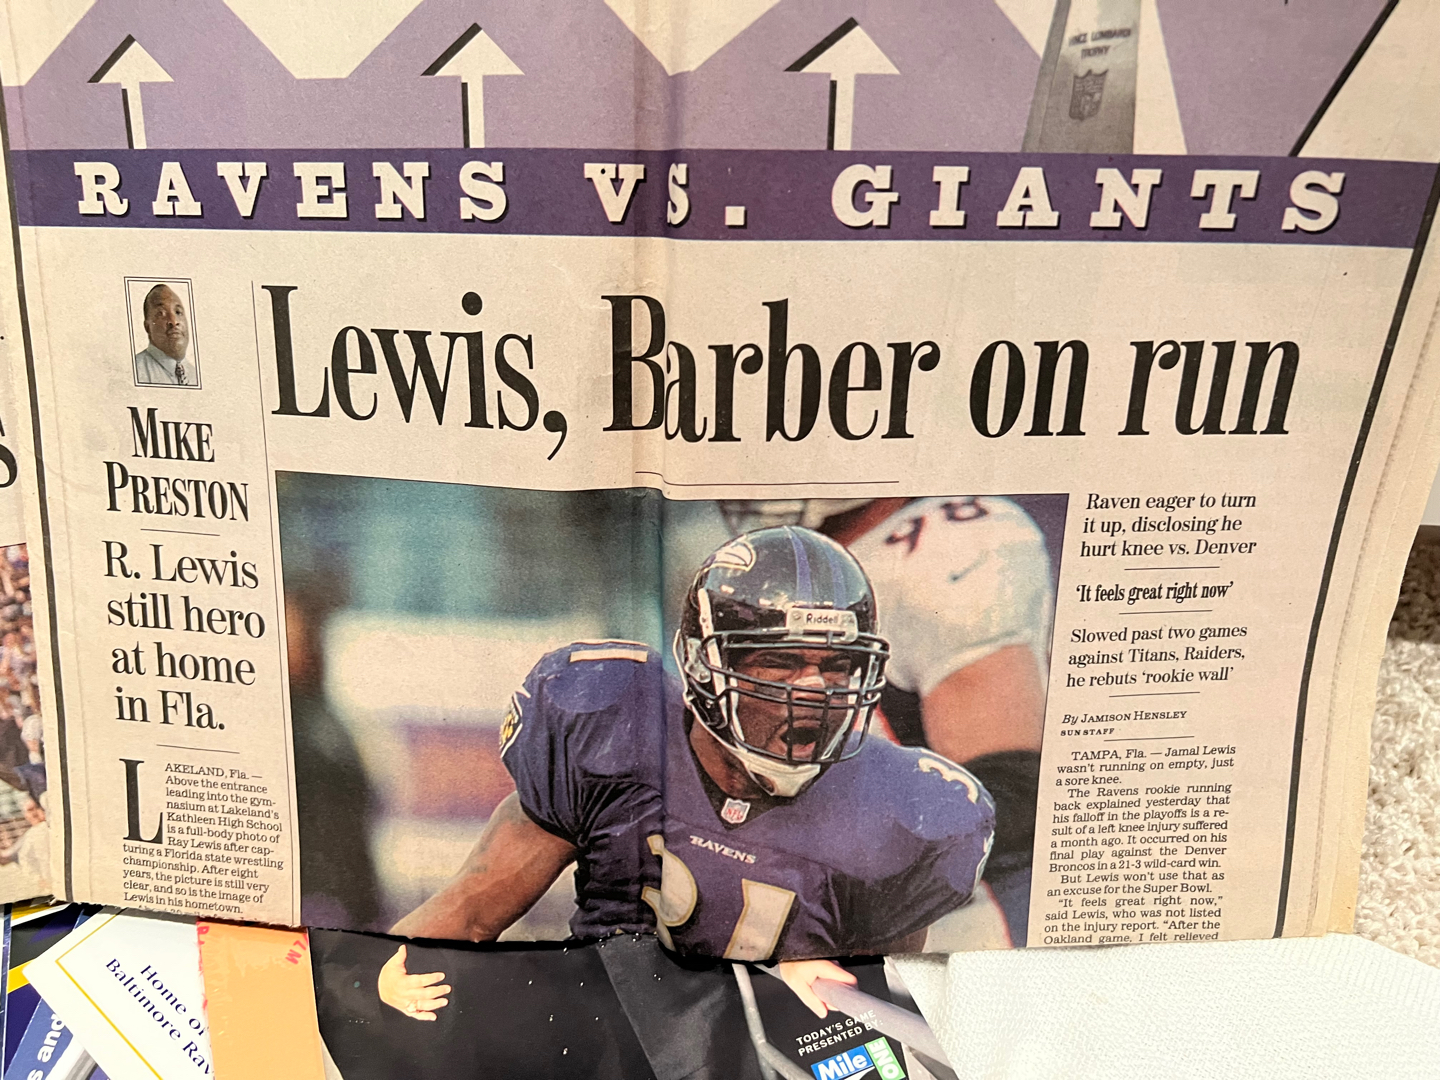 VINCE LOMBARDI
TROPHY
NFL
RAVENS VS. GIANTS
Lewis, Barber on run
MIKE
PRESTON
R. Lewis
still hero
at home
in Fla.
LAKELAND, Fla. —
Above the entrance
leading into the gym-
nasium at Lakeland's
Kathleen High School
is a full-body photo of
Ray Lewis after cap-
turing a Florida state wrestling
championship. After eight
years, the picture is still very
clear, and so is the image of
Lewis in his hometown.
98
Riddell
31
NFL
RAVENS
31
Raven eager to turn
it up, disclosing he
hurt knee vs. Denver
'It feels great right now'
Slowed past two games
against Titans, Raiders,
he rebuts 'rookie wall'
By JAMISON HENSLEY
SUN STAFF
TAMPA, Fla. — Jamal Lewis
wasn't running on empty, just
a sore knee.
The Ravens rookie running
back explained yesterday that
his falloff in the playoffs is a re-
sult of a left knee injury suffered
a month ago. It occurred on his
final play against the Denver
Broncos in a 21-3 wild-card win.
But Lewis won't use that as
an excuse for the Super Bowl.
"It feels great right now,"
said Lewis, who was not listed
on the injury report. "After the
Oakland game, I felt relieved
s and
Home of
Baltimore Rav
LM
TODAY'S GAME
PRESENTED BY:
Mile
ONE